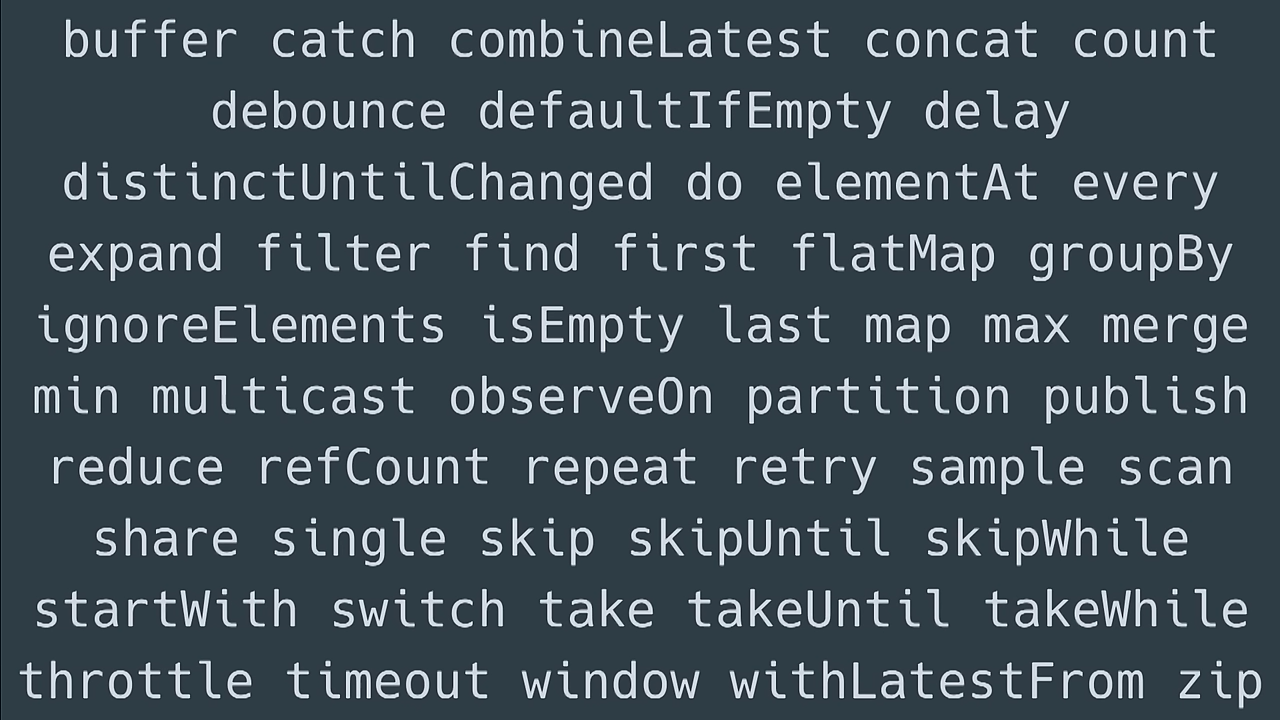 buffer catch combineLatest concat count
debounce defaultIfEmpty delay
distinctUntilChanged do elementAt every
expand filter find first flatMap groupBy
ignoreElements isEmpty last map max merge
min multicast observeOn partition publish
reduce refCount repeat retry sample scan
share single skip skipUntil skipWhile
startWith switch take takeUntil takeWhile
throttle timeout window withLatestFrom zip